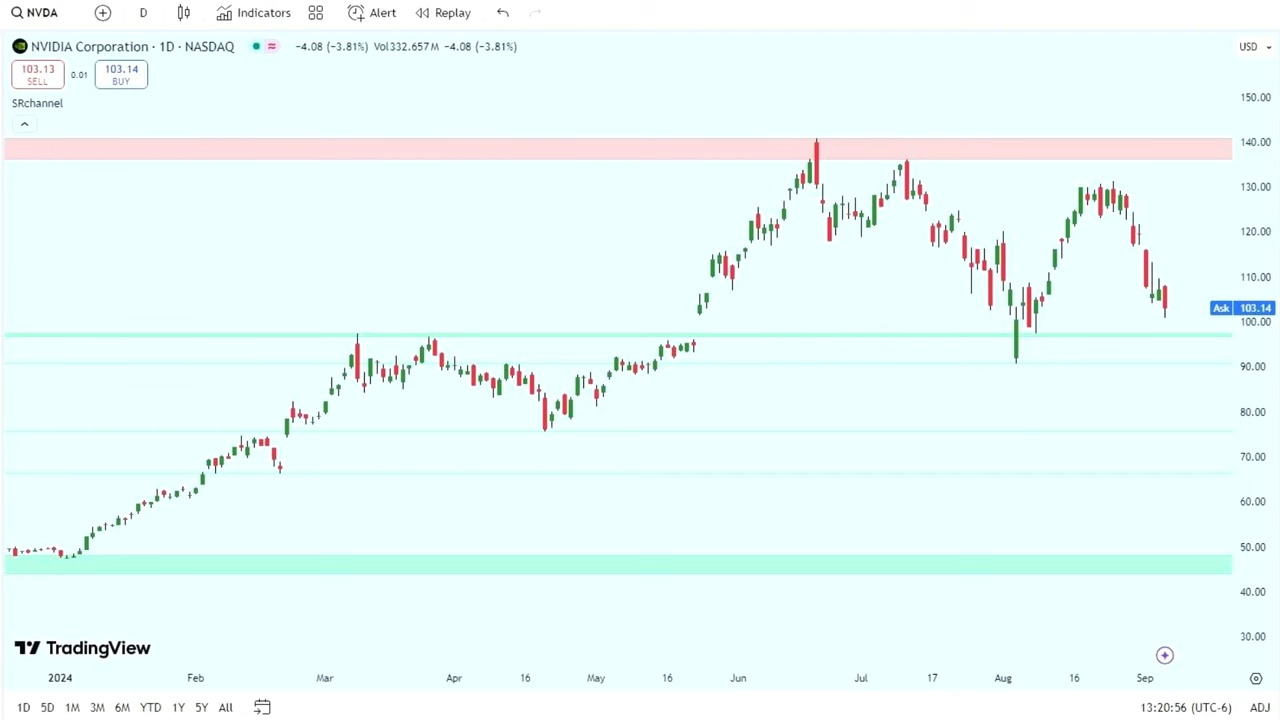 NVDA D Indicators Alert Replay
NVIDIA Corporation · 1D · NASDAQ −4.08 (−3.81%) Vol332.657M −4.08 (−3.81%)
USD
103.13 SELL 0.01 103.14 BUY
SRchannel
150.00
140.00
130.00
120.00
110.00
Ask 103.14
100.00
90.00
80.00
70.00
60.00
50.00
40.00
30.00
TradingView
2024 Feb Mar Apr 16 May 16 Jun Jul 17 Aug 16 Sep
1D 5D 1M 3M 6M YTD 1Y 5Y All 13:20:56 (UTC-6) ADJ